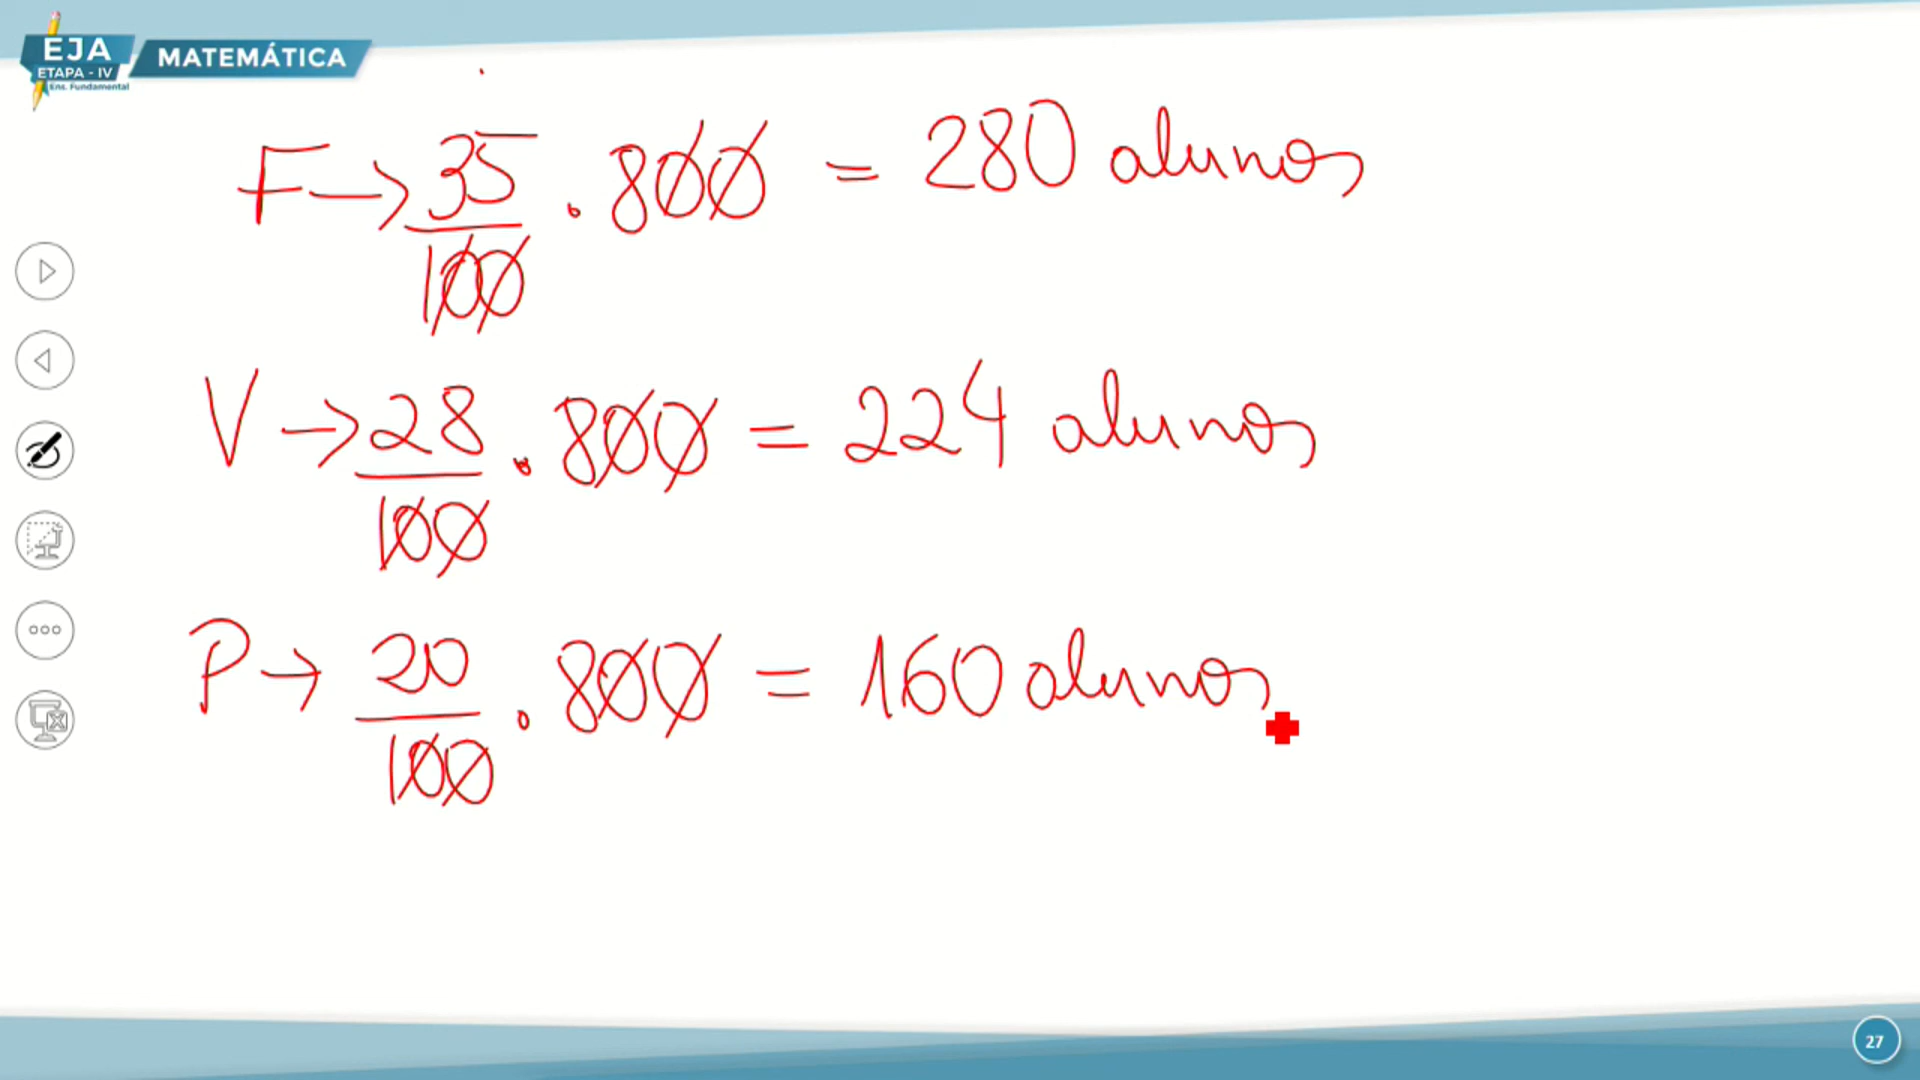 EJA
ETAPA - IV
Ens. Fundamental
MATEMÁTICA
F → 35/100 . 800 = 280 alunos
V → 28/100 . 800 = 224 alunos
P → 20/100 . 800 = 160 alunos
27